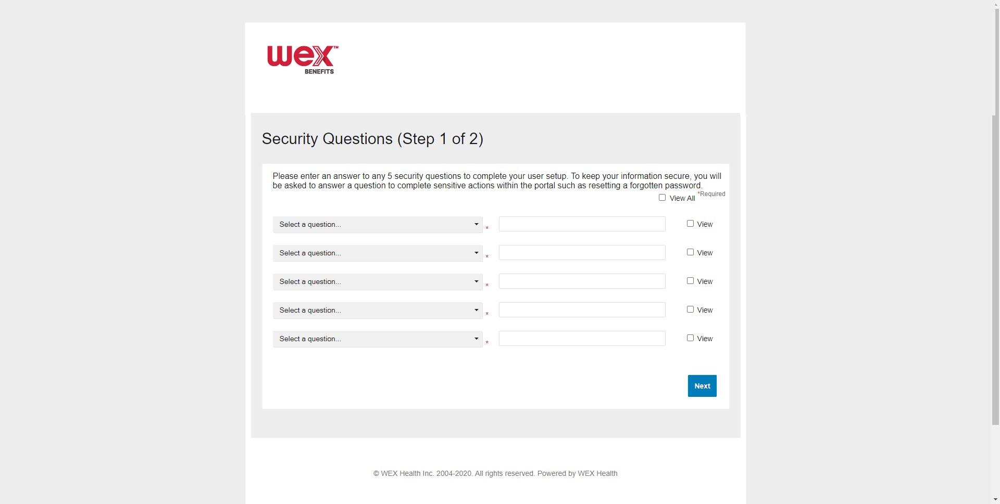 wex™
BENEFITS
Security Questions (Step 1 of 2)
Please enter an answer to any 5 security questions to complete your user setup. To keep your information secure, you will
be asked to answer a question to complete sensitive actions within the portal such as resetting a forgotten password.
View All *Required
Select a question... * View
Select a question... * View
Select a question... * View
Select a question... * View
Select a question... * View
Next
© WEX Health Inc. 2004-2020. All rights reserved. Powered by WEX Health